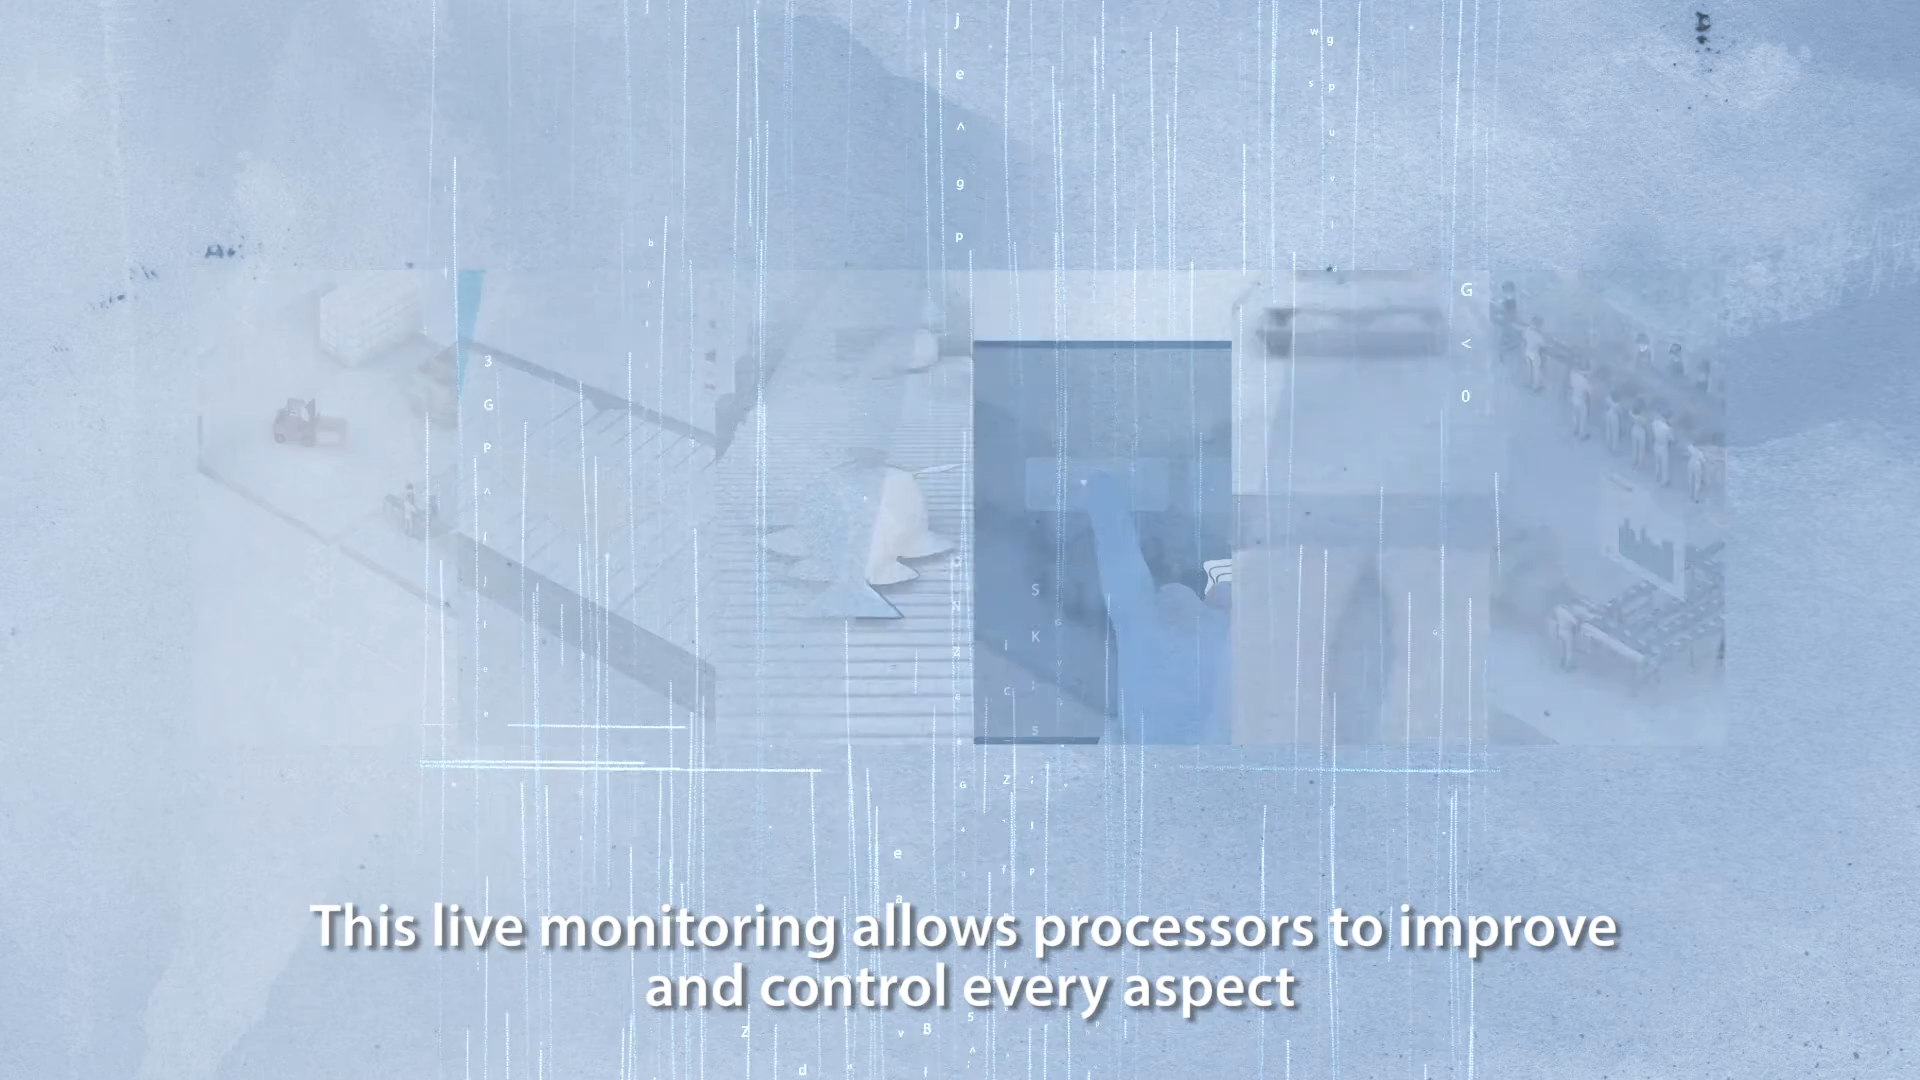 This live monitoring allows processors to improve
and control every aspect